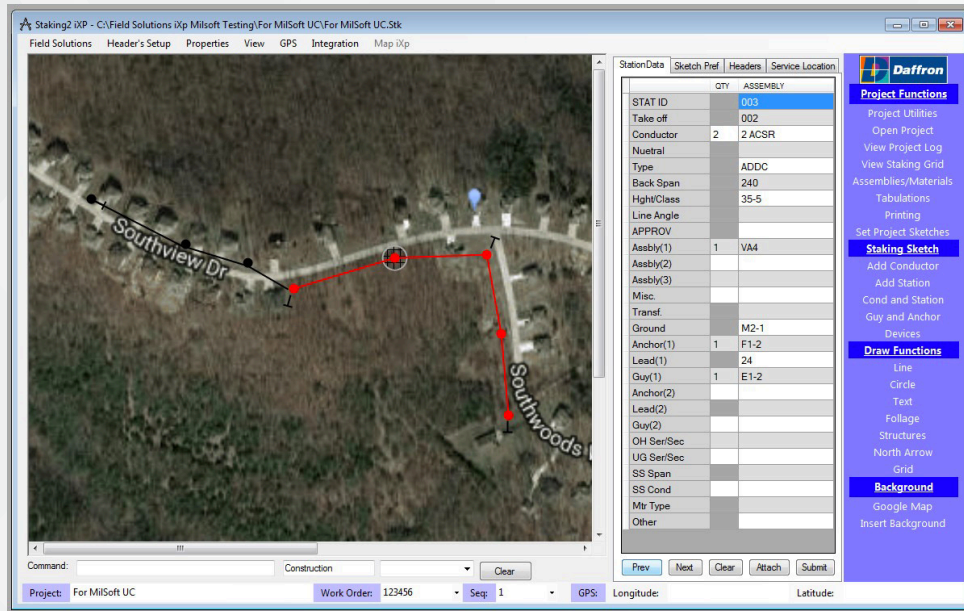 Staking2 iXP - C:\Field Solutions iXp Milsoft Testing\For MilSoft UC\For MilSoft UC.Stk
Field Solutions Header's Setup Properties View GPS Integration Map iXp
Southview Dr
Southwoods
StationData Sketch Pref Headers Service Location
QTY ASSEMBLY
STAT ID 003
Take off 002
Conductor 2 2 ACSR
Nuetral
Type ADDC
Back Span 240
Hght/Class 35-5
Line Angle
APPROV
Assbly(1) 1 VA4
Assbly(2)
Assbly(3)
Misc.
Transf.
Ground M2-1
Anchor(1) 1 F1-2
Lead(1) 24
Guy(1) 1 E1-2
Anchor(2)
Lead(2)
Guy(2)
OH Ser/Sec
UG Ser/Sec
SS Span
SS Cond
Mtr Type
Other
Prev Next Clear Attach Submit
Daffron
Project Functions
Project Utilities
Open Project
View Project Log
View Staking Grid
Assemblies/Materials
Tabulations
Printing
Set Project Sketches
Staking Sketch
Add Conductor
Add Station
Cond and Station
Guy and Anchor
Devices
Draw Functions
Line
Circle
Text
Follage
Structures
North Arrow
Grid
Background
Google Map
Insert Background
Command: Construction Clear
Project: For MilSoft UC Work Order: 123456 Seq: 1 GPS: Longitude: Latitude: